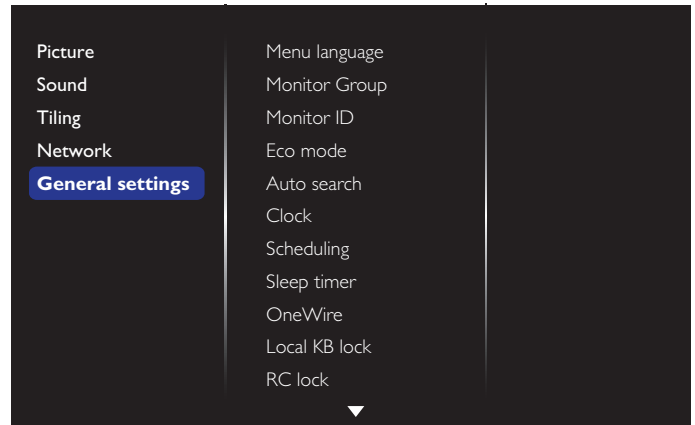 Picture
Sound
Tiling
Network
General settings
Menu language
Monitor Group
Monitor ID
Eco mode
Auto search
Clock
Scheduling
Sleep timer
OneWire
Local KB lock
RC lock